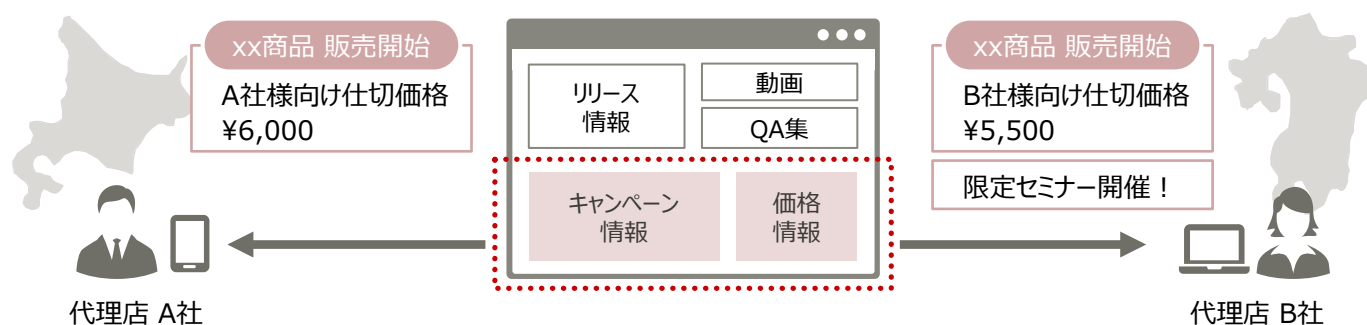 xx商品 販売開始
A社様向け仕切価格
¥6,000
代理店 A社
リリース
情報
動画
QA集
キャンペーン
情報
価格
情報
xx商品 販売開始
B社様向け仕切価格
¥5,500
限定セミナー開催！
代理店 B社